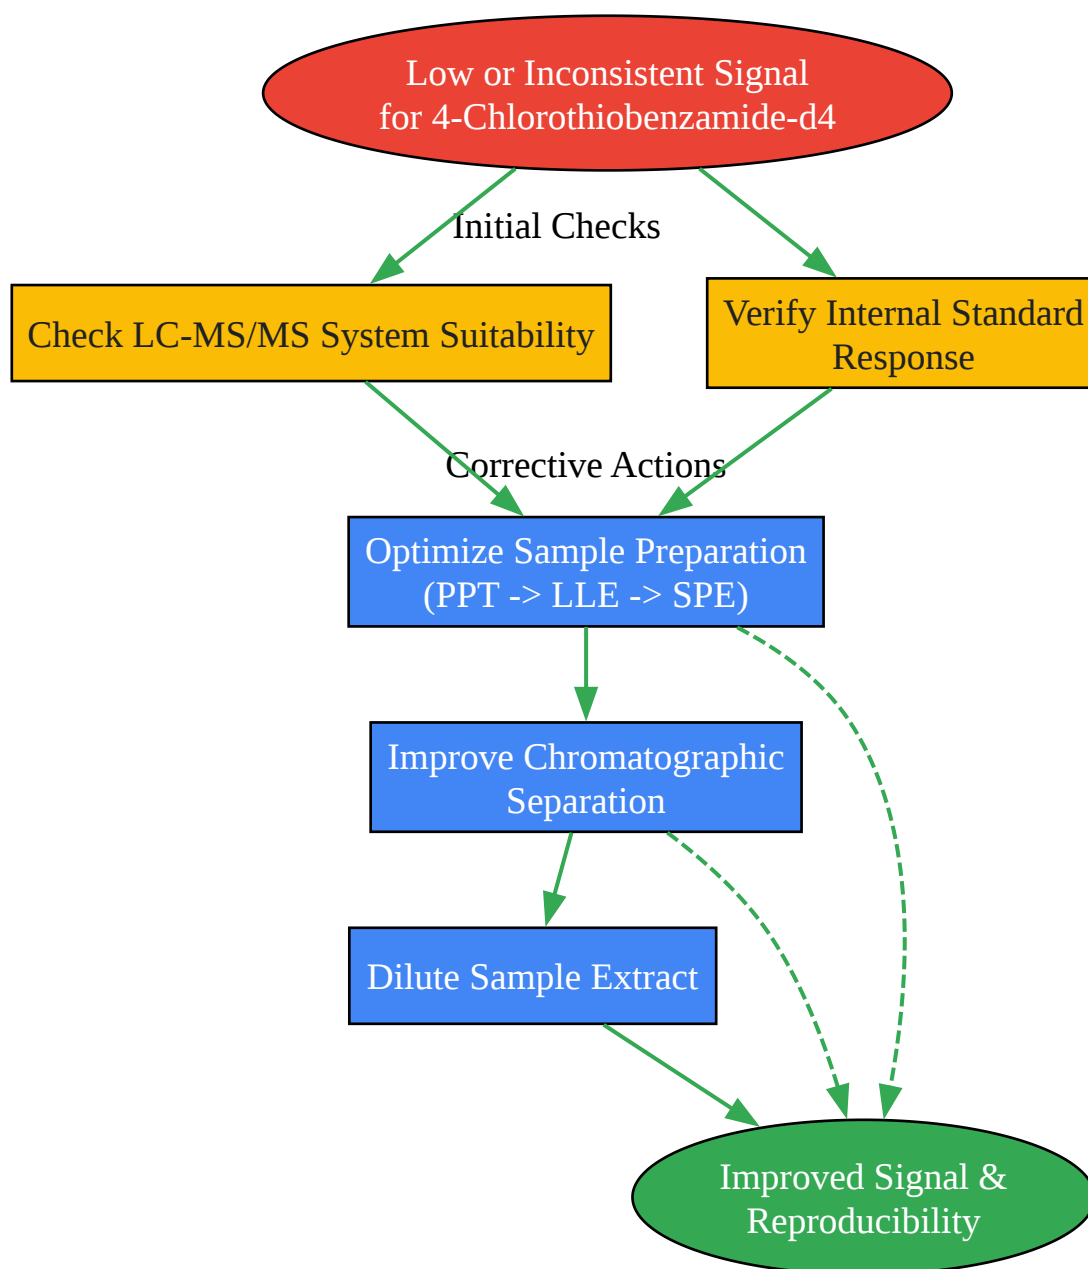 Low or Inconsistent Signal
for 4-Chlorothiobenzamide-d4
Initial Checks
Check LC-MS/MS System Suitability
Verify Internal Standard
Response
Corrective Actions
Optimize Sample Preparation
(PPT -> LLE -> SPE)
Improve Chromatographic
Separation
Dilute Sample Extract
Improved Signal &
Reproducibility